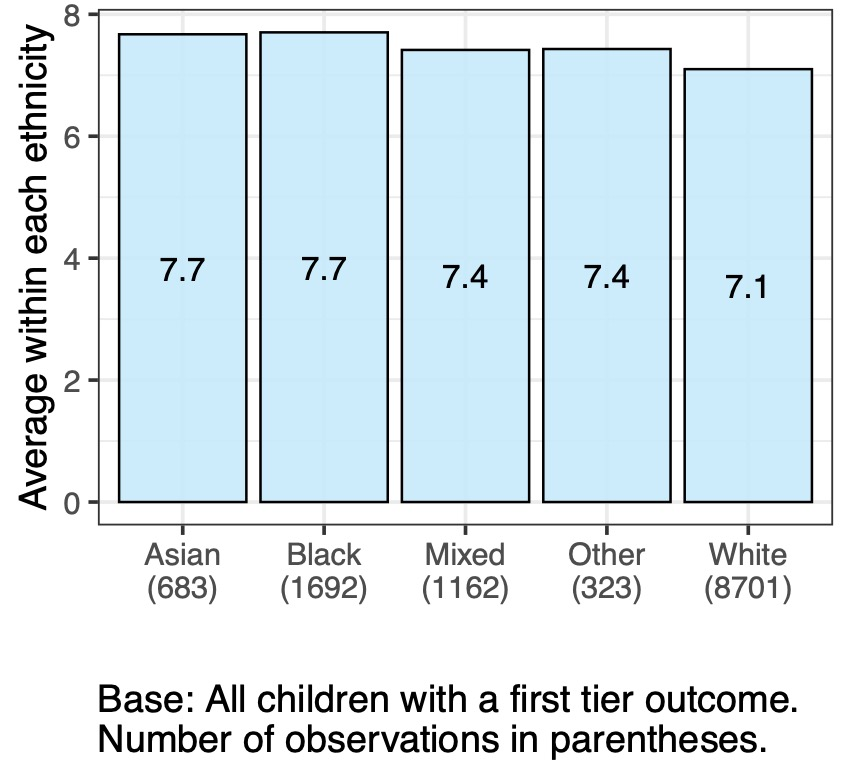 Average within each ethnicity
8
6
4
2
0
7.7
7.7
7.4
7.4
7.1
Asian
(683)
Black
(1692)
Mixed
(1162)
Other
(323)
White
(8701)
Base: All children with a first tier outcome.
Number of observations in parentheses.